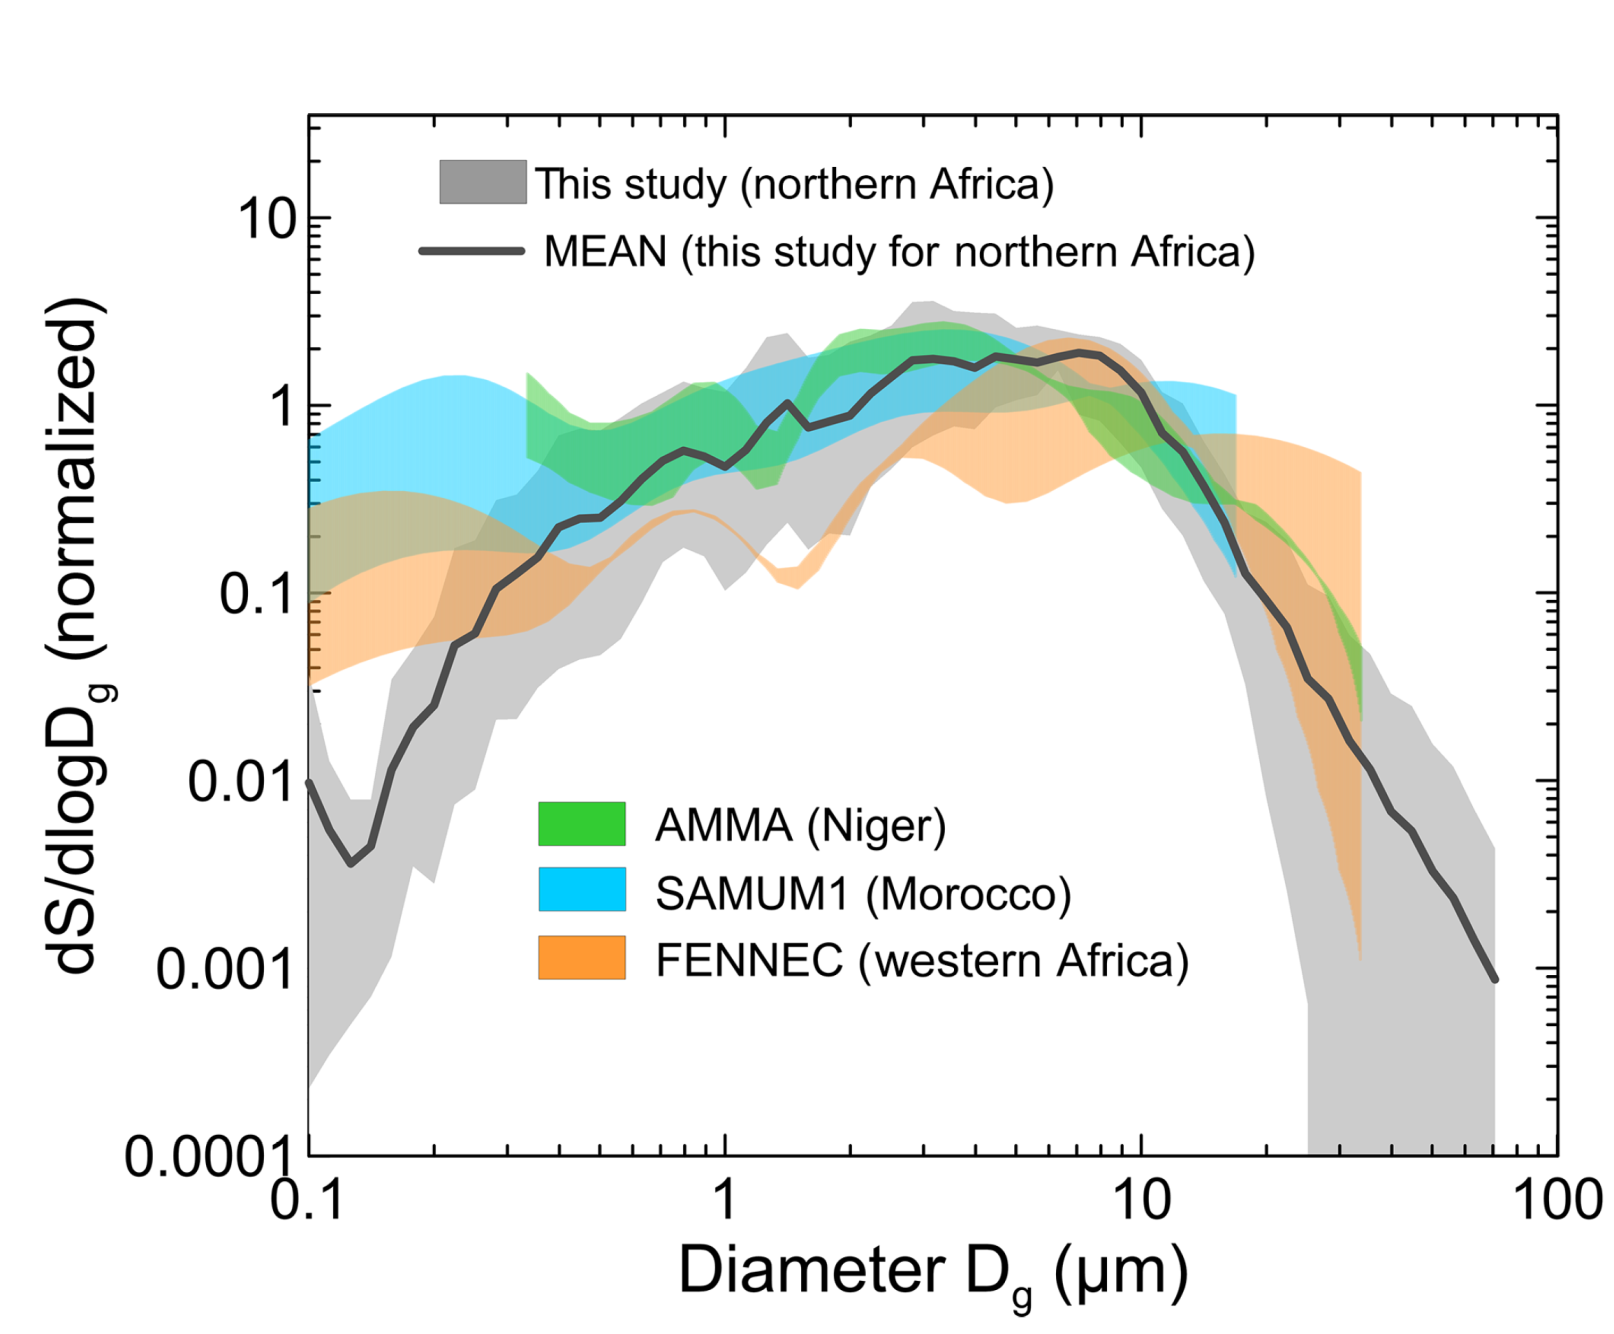 This study (northern Africa)
MEAN (this study for northern Africa)
10
1
0.1
0.01
0.001
0.0001
dS/dlogDg (normalized)
AMMA (Niger)
SAMUM1 (Morocco)
FENNEC (western Africa)
0.1 1 10 100
Diameter Dg (µm)